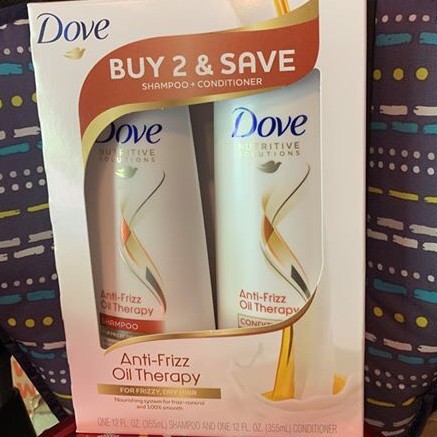 Dove
BUY 2 & SAVE
SHAMPOO + CONDITIONER
Dove
NUTRITIVE
SOLUTIONS
Anti-Frizz
Oil Therapy
SHAMPOO
Dove
NUTRITIVE
SOLUTIONS
Anti-Frizz
Oil Therapy
Anti-Frizz
Oil Therapy
FOR FRIZZY, DRY HAIR
Nourishing system for frizz-control
and 100% smooth
ONE 12 FL. OZ. (355mL) SHAMPOO AND ONE 12 FL. OZ. (355mL) CONDITIONER